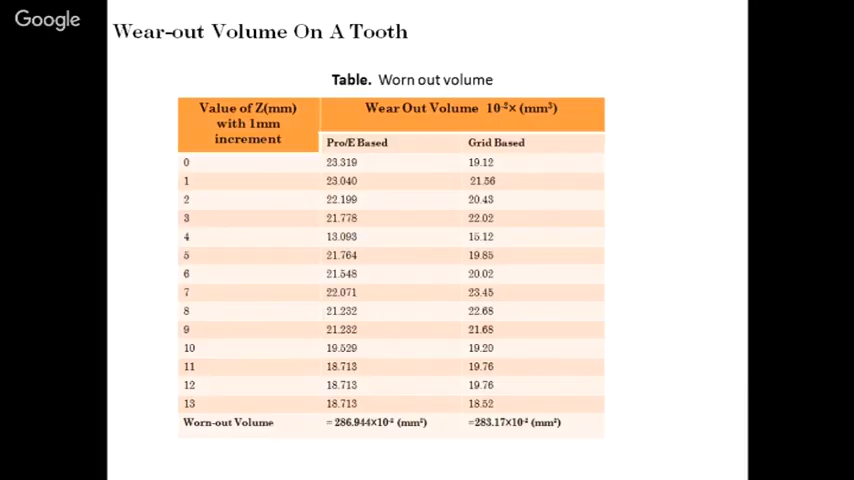 Google
Wear-out Volume On A Tooth
Table. Worn out volume
Value of Z(mm) with 1mm increment Wear Out Volume 10⁻²× (mm³)
Pro/E Based Grid Based
0 23.319 19.12
1 23.040 21.56
2 22.199 20.43
3 21.778 22.02
4 13.093 15.12
5 21.764 19.85
6 21.548 20.02
7 22.071 23.45
8 21.232 22.68
9 21.232 21.68
10 19.529 19.20
11 18.713 19.76
12 18.713 19.76
13 18.713 18.52
Worn-out Volume = 286.944×10⁻² (mm³) =283.17×10⁻² (mm³)